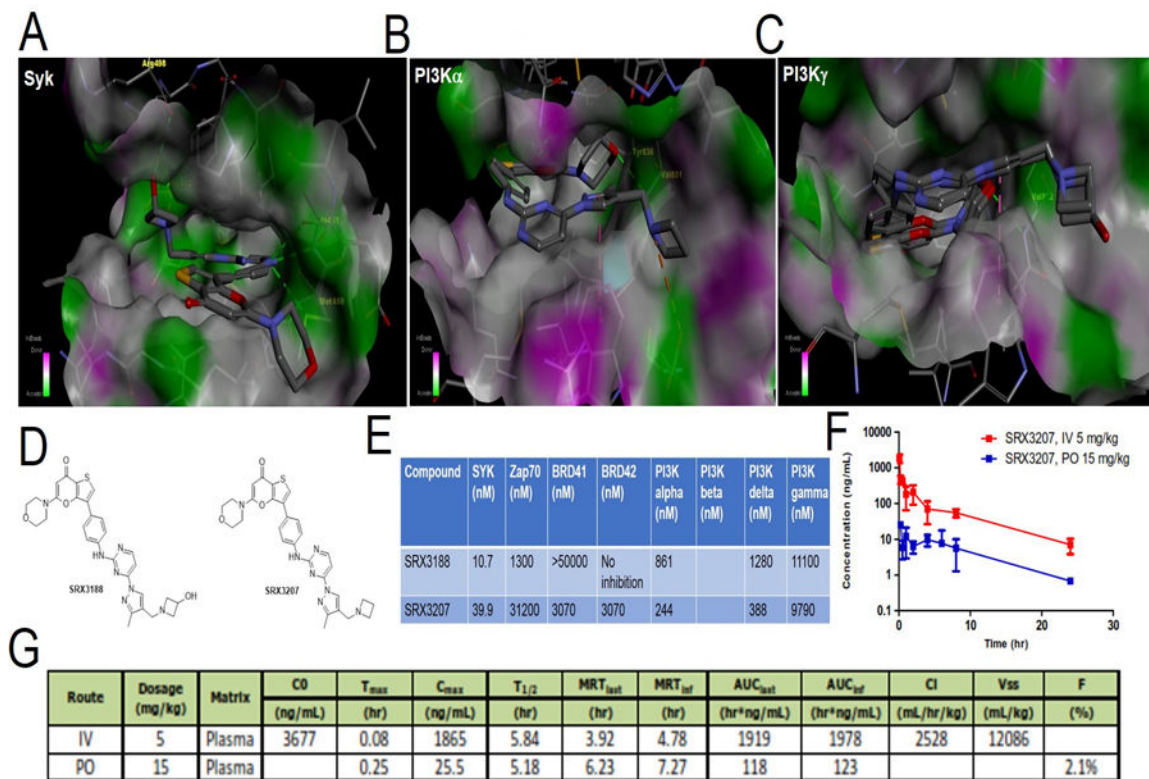 A
B
C
Syk
PI3Kα
PI3Kγ
Arg498
Tyr836
D
E
F
SRX3188
SRX3207
O
S
N
O
O
HN
N
N
N
N
N
OH
O
S
N
O
O
HN
N
N
N
N
N
Compound SYK (nM) Zap70 (nM) BRD41 (nM) BRD42 (nM) PI3K alpha (nM) PI3K beta (nM) PI3K delta (nM) PI3K gamma (nM)
SRX3188 10.7 1300 >50000 No inhibition 861 1280 11100
SRX3207 39.9 31200 3070 3070 244 388 9790
SRX3207, IV 5 mg/kg
SRX3207, PO 15 mg/kg
Concentration (ng/mL)
10000
1000
100
10
1
0.1
0 10 20 30
Time (hr)
G
Route Dosage (mg/kg) Matrix C0 (ng/mL) Tmax (hr) Cmax (ng/mL) T1/2 (hr) MRTlast (hr) MRTinf (hr) AUClast (hr*ng/mL) AUCinf (hr*ng/mL) Cl (mL/hr/kg) Vss (mL/kg) F (%)
IV 5 Plasma 3677 0.08 1865 5.84 3.92 4.78 1919 1978 2528 12086
PO 15 Plasma 0.25 25.5 5.18 6.23 7.27 118 123 2.1%